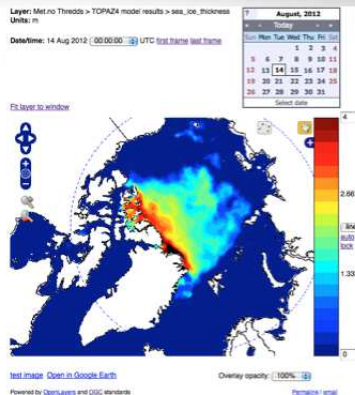 Layer: Met.no Thredds > TOPAZ4 model results > sea_ice_thickness
Units: m
Date/time: 14 Aug 2012 00:00:00 UTC first frame last frame
? August, 2012
« ‹ Today › »
Sun Mon Tue Wed Thu Fri Sat
1 2 3 4
5 6 7 8 9 10 11
12 13 14 15 16 17 18
19 20 21 22 23 24 25
26 27 28 29 30 31
Select date
Fit layer to window
4
2.66
auto
lock
1.33
0
test image Open in Google Earth
Overlay opacity: 100%
Powered by OpenLayers and OGC standards
Permalink | email